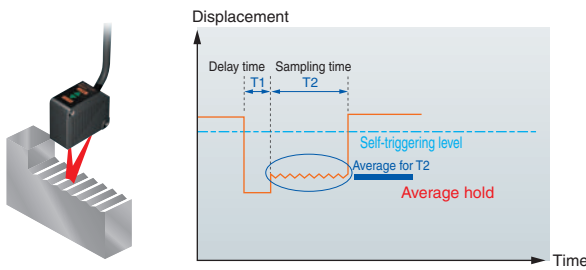 Displacement
Delay time Sampling time
T1 T2
Self-triggering level
Average for T2
Average hold
Time